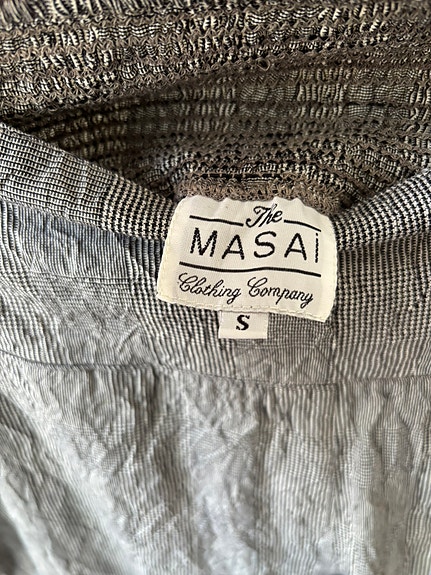 The
MASAi
Clothing Company
S